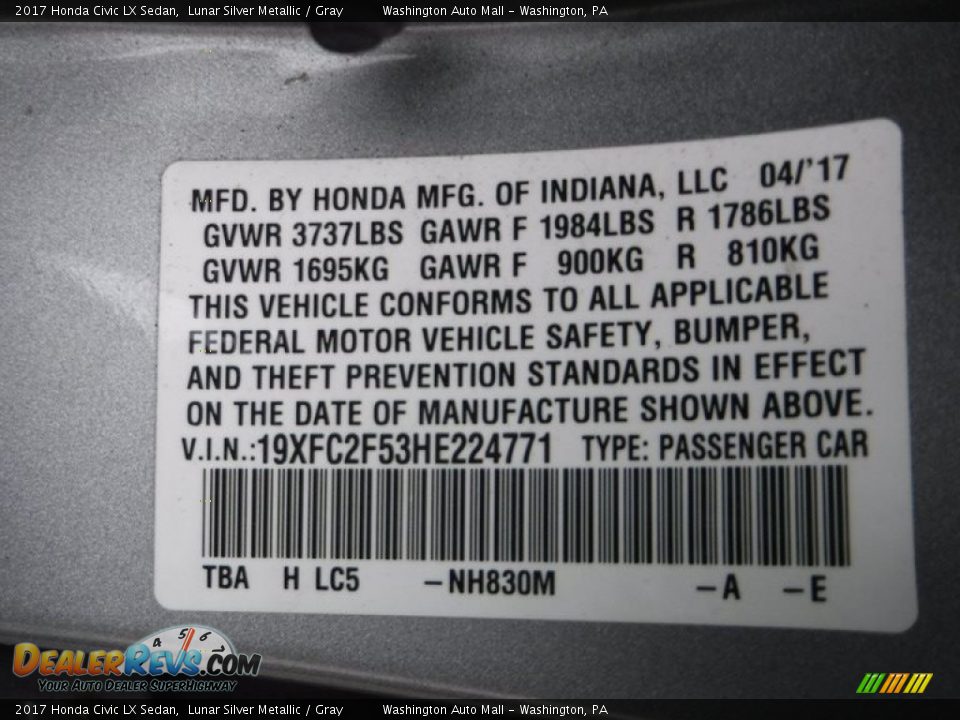 2017 Honda Civic LX Sedan,  Lunar Silver Metallic / Gray    Washington Auto Mall - Washington, PA
MFD. BY HONDA MFG. OF INDIANA, LLC  04/'17
GVWR 3737LBS GAWR F 1984LBS R 1786LBS
GVWR 1695KG GAWR F 900KG R 810KG
THIS VEHICLE CONFORMS TO ALL APPLICABLE
FEDERAL MOTOR VEHICLE SAFETY, BUMPER,
AND THEFT PREVENTION STANDARDS IN EFFECT
ON THE DATE OF MANUFACTURE SHOWN ABOVE.
V.I.N.:19XFC2F53HE224771 TYPE: PASSENGER CAR
TBA H LC5 -NH830M -A -E
4 5 6
DEALERREVS.COM
YOUR AUTO DEALER SUPERHIGHWAY
2017 Honda Civic LX Sedan,  Lunar Silver Metallic / Gray    Washington Auto Mall - Washington, PA